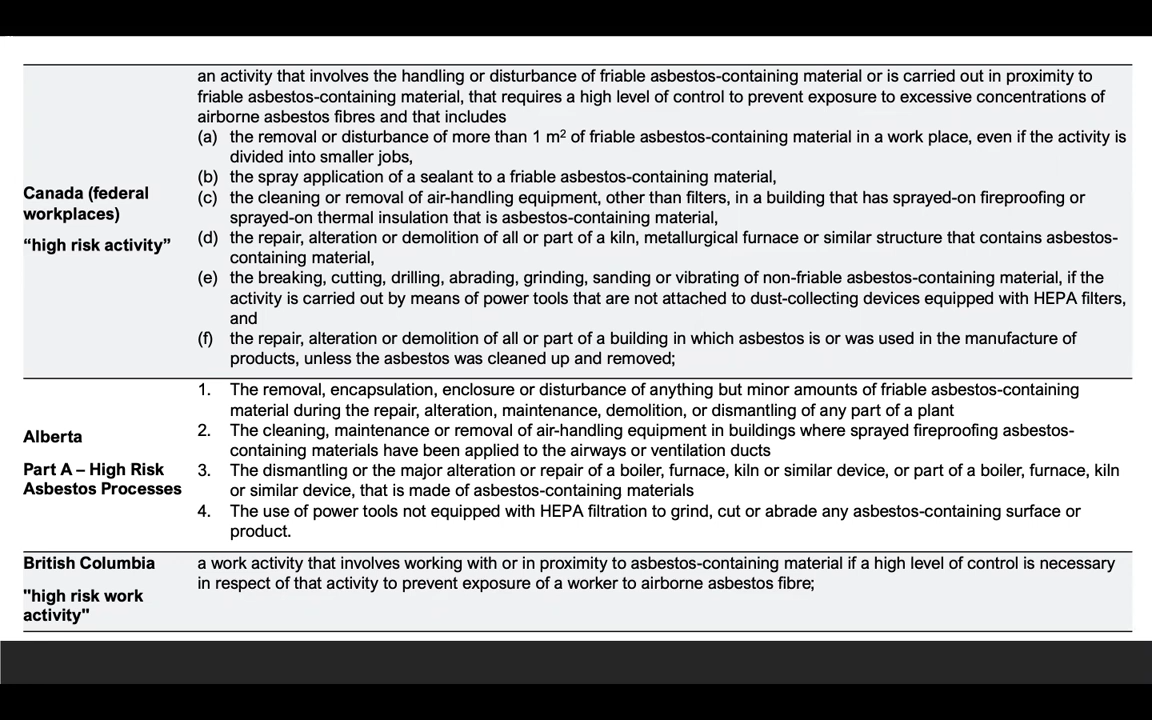 an activity that involves the handling or disturbance of friable asbestos-containing material or is carried out in proximity to
friable asbestos-containing material, that requires a high level of control to prevent exposure to excessive concentrations of
airborne asbestos fibres and that includes
(a) the removal or disturbance of more than 1 m² of friable asbestos-containing material in a work place, even if the activity is
divided into smaller jobs,
(b) the spray application of a sealant to a friable asbestos-containing material,
Canada (federal
workplaces)
"high risk activity"
(c) the cleaning or removal of air-handling equipment, other than filters, in a building that has sprayed-on fireproofing or
sprayed-on thermal insulation that is asbestos-containing material,
(d) the repair, alteration or demolition of all or part of a kiln, metallurgical furnace or similar structure that contains asbestos-
containing material,
(e) the breaking, cutting, drilling, abrading, grinding, sanding or vibrating of non-friable asbestos-containing material, if the
activity is carried out by means of power tools that are not attached to dust-collecting devices equipped with HEPA filters,
and
(f) the repair, alteration or demolition of all or part of a building in which asbestos is or was used in the manufacture of
products, unless the asbestos was cleaned up and removed;
Alberta
Part A – High Risk
Asbestos Processes
1. The removal, encapsulation, enclosure or disturbance of anything but minor amounts of friable asbestos-containing
material during the repair, alteration, maintenance, demolition, or dismantling of any part of a plant
2. The cleaning, maintenance or removal of air-handling equipment in buildings where sprayed fireproofing asbestos-
containing materials have been applied to the airways or ventilation ducts
3. The dismantling or the major alteration or repair of a boiler, furnace, kiln or similar device, or part of a boiler, furnace, kiln
or similar device, that is made of asbestos-containing materials
4. The use of power tools not equipped with HEPA filtration to grind, cut or abrade any asbestos-containing surface or
product.
British Columbia
"high risk work
activity"
a work activity that involves working with or in proximity to asbestos-containing material if a high level of control is necessary
in respect of that activity to prevent exposure of a worker to airborne asbestos fibre;